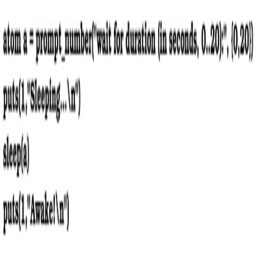 atom a = prompt_number("wait for duration (in seconds, 0..20):", {0,20})
puts(1,"Sleeping...\n")
sleep(a)
puts(1,"Awake!\n")